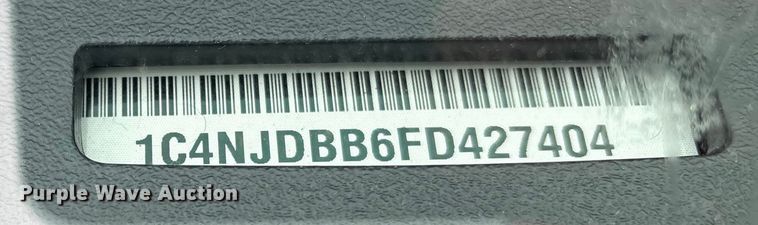 1C4NJDBB6FD427404
Purple Wave Auction